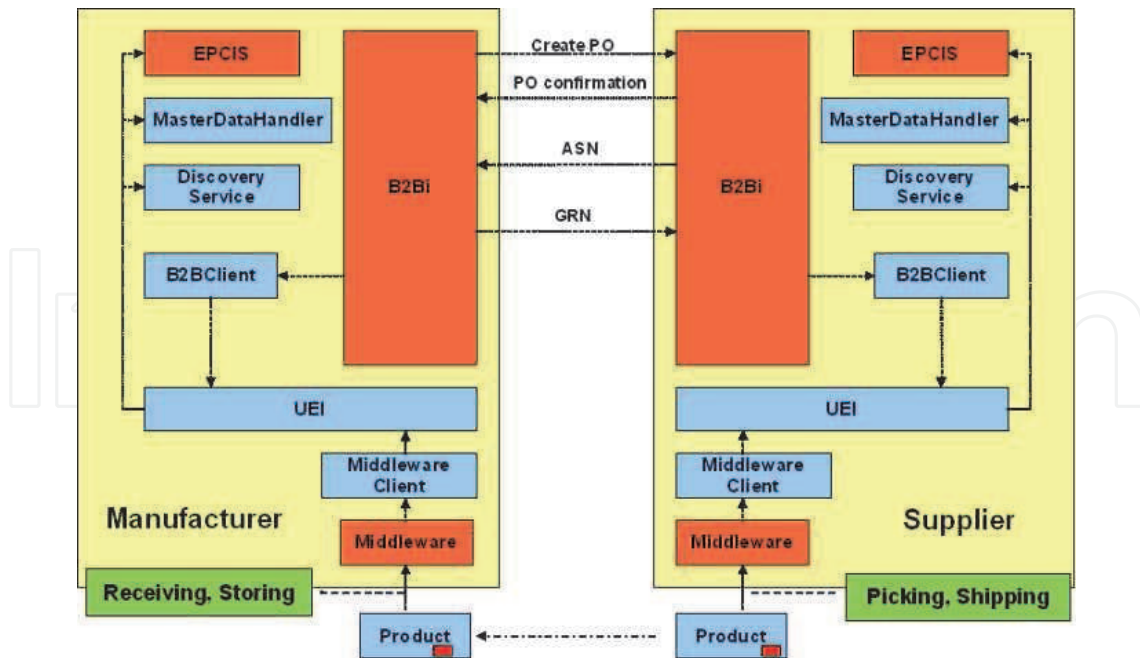 EPCIS
MasterDataHandler
Discovery
Service
B2BClient
B2Bi
UEI
Middleware
Client
Middleware
Manufacturer
Receiving, Storing
Product
Create PO
PO confirmation
ASN
GRN
B2Bi
EPCIS
MasterDataHandler
Discovery
Service
B2BClient
UEI
Middleware
Client
Middleware
Supplier
Picking, Shipping
Product